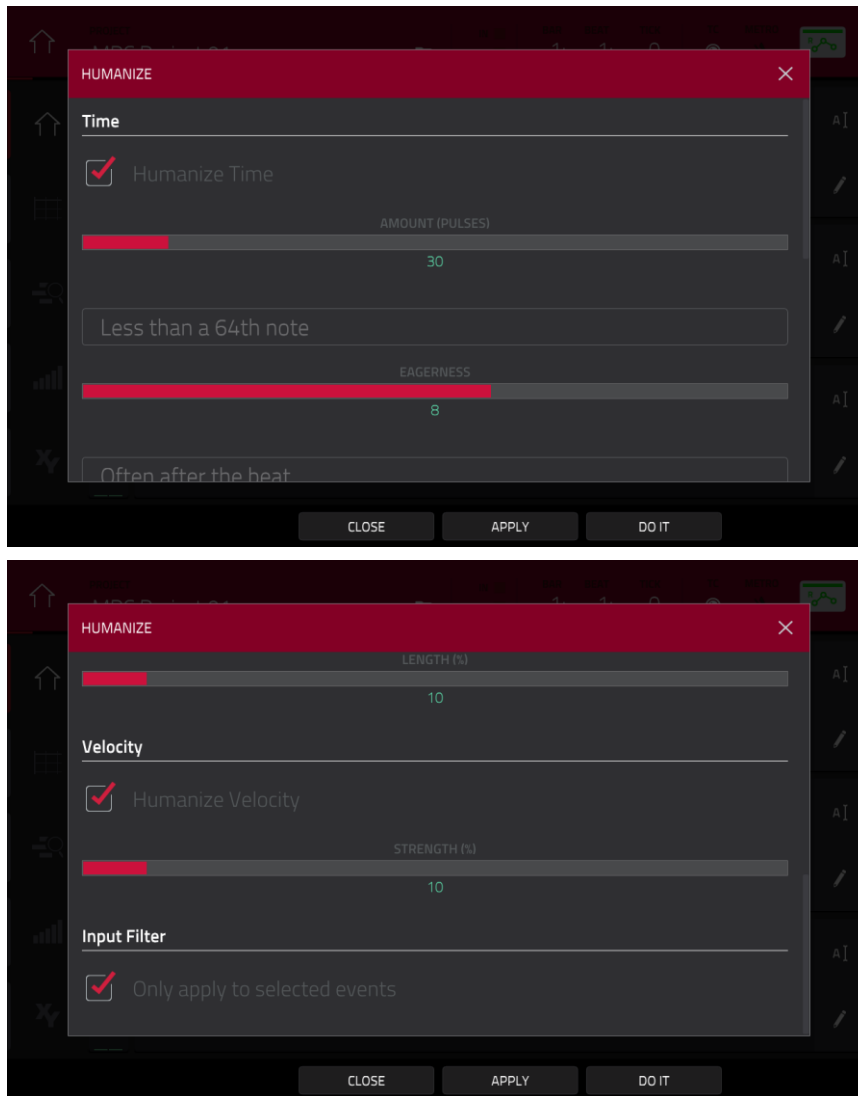 HUMANIZE
Time
Humanize Time
AMOUNT (PULSES)
30
Less than a 64th note
EAGERNESS
8
Often after the beat
CLOSE APPLY DO IT
HUMANIZE
LENGTH (%)
10
Velocity
Humanize Velocity
STRENGTH (%)
10
Input Filter
Only apply to selected events
CLOSE APPLY DO IT